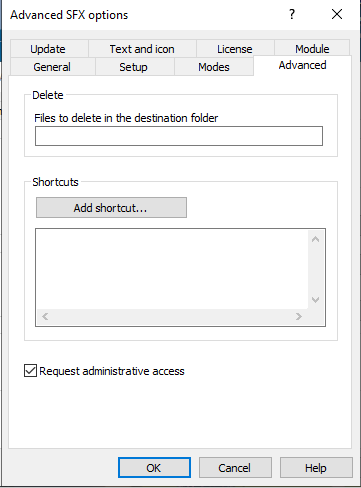 Advanced SFX options
?
Update Text and icon License Module
General Setup Modes Advanced
Delete
Files to delete in the destination folder
Shortcuts
Add shortcut...
Request administrative access
OK Cancel Help